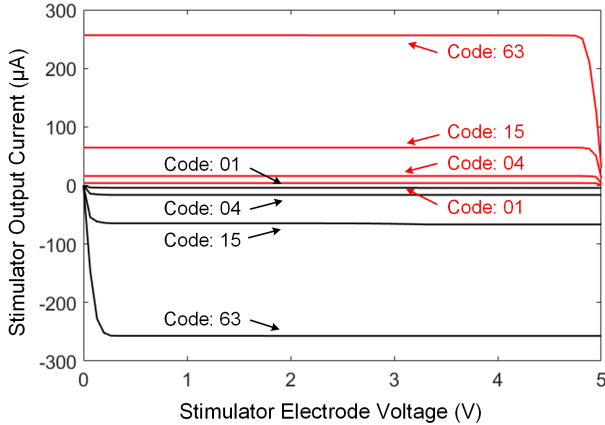 300
200
100
0
-100
-200
-300
Stimulator Output Current (µA)
Code: 63
Code: 15
Code: 01
Code: 04
Code: 04
Code: 01
Code: 15
Code: 63
0
1
2
3
4
5
Stimulator Electrode Voltage (V)